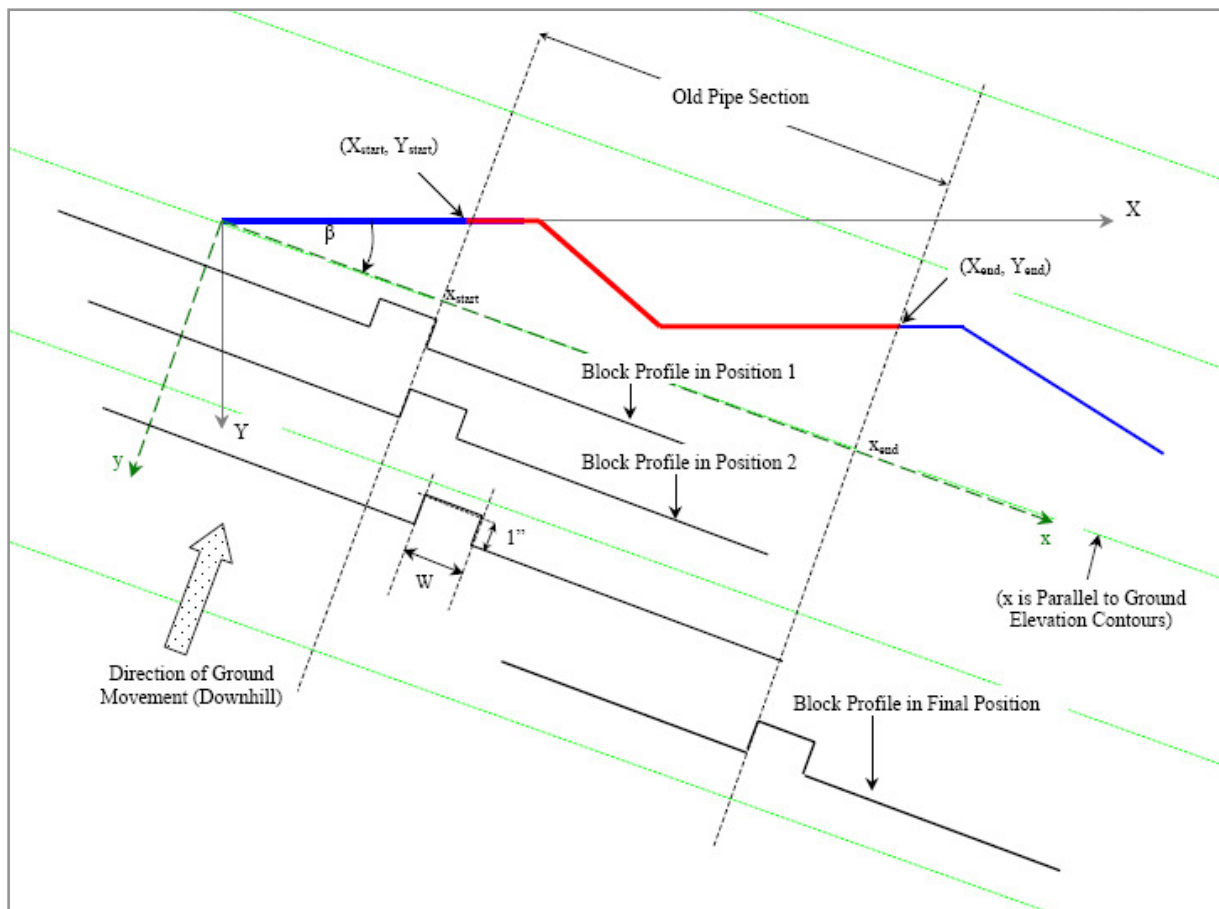 Old Pipe Section
(Xstart, Ystart)
X
β
(Xend, Yend)
xstart
Block Profile in Position 1
Y
xend
y
Block Profile in Position 2
1”
x
W
(x is Parallel to Ground
Elevation Contours)
Direction of Ground
Movement (Downhill)
Block Profile in Final Position